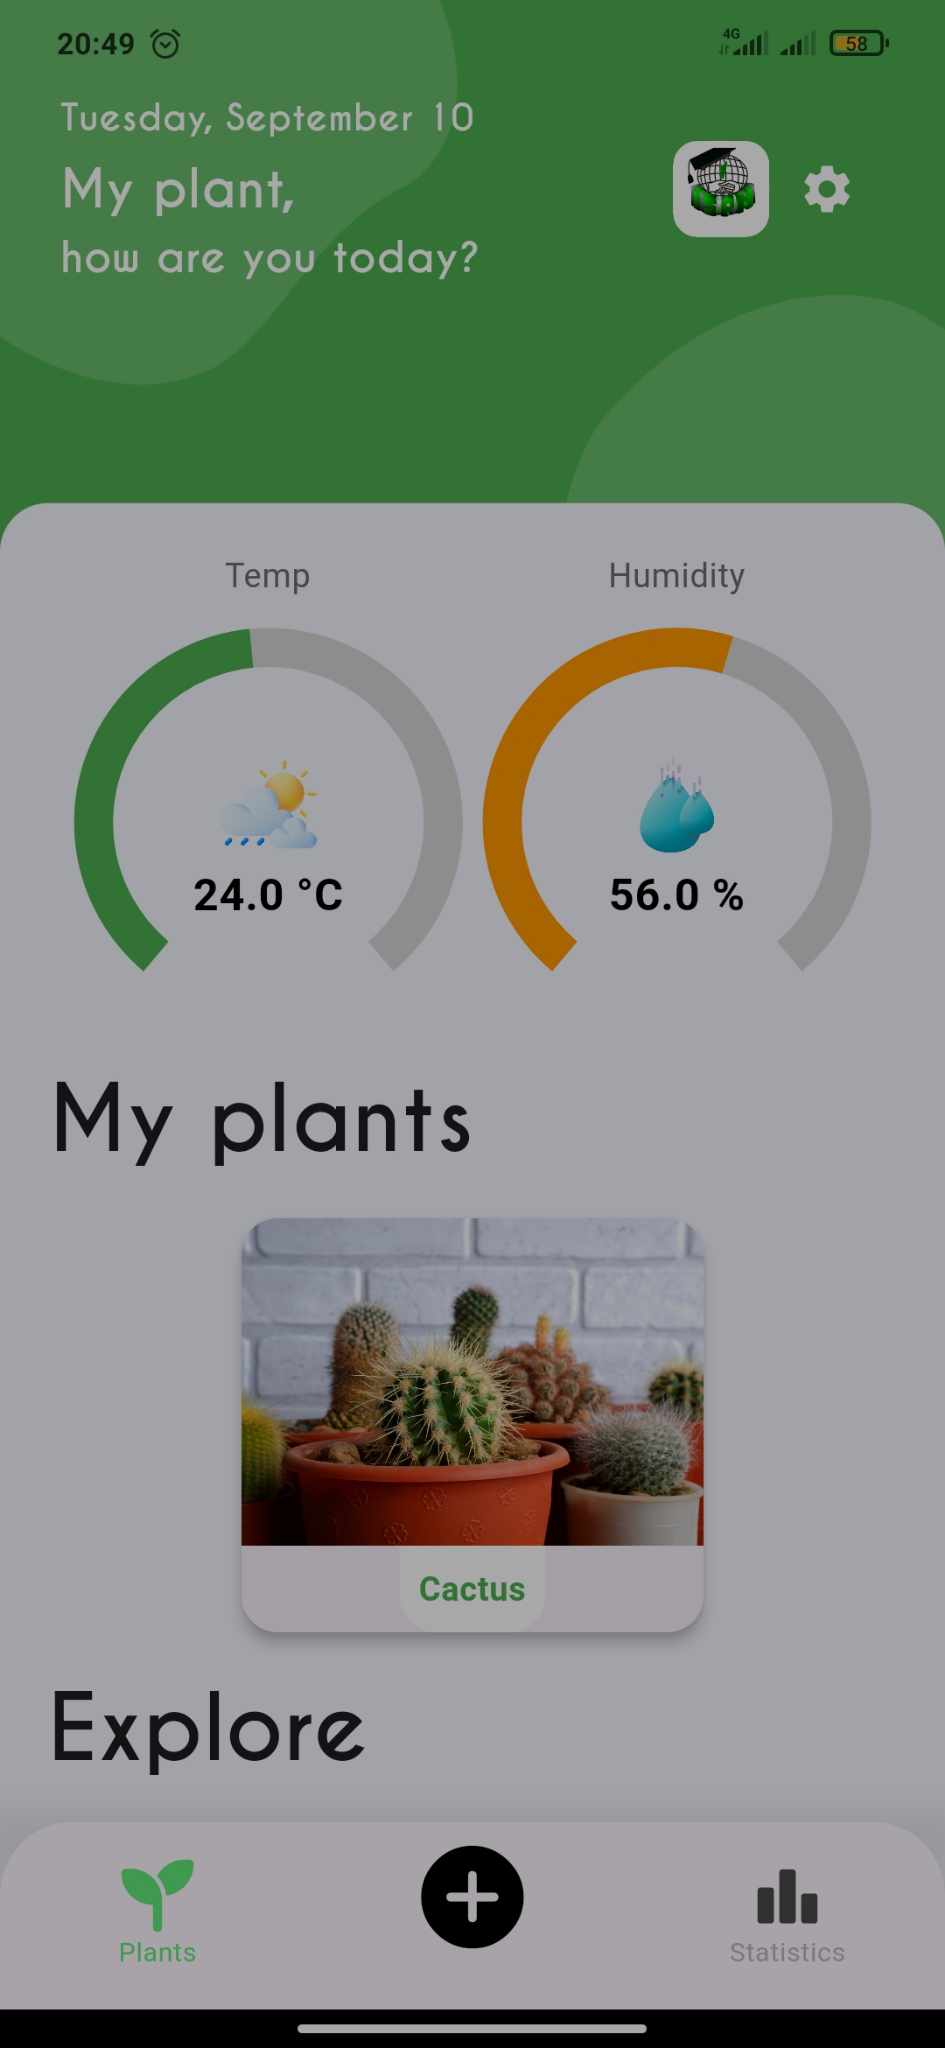 20:49
4G
58
Tuesday, September 10
My plant,
how are you today?
Temp
Humidity
24.0 °C
56.0 %
My plants
Cactus
Explore
Plants
Statistics